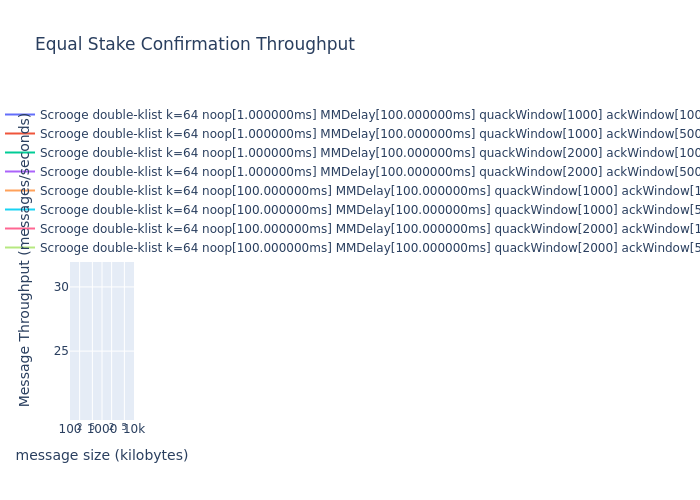 Equal Stake Confirmation Throughput
Scrooge double-klist k=64 noop[1.000000ms] MMDelay[100.000000ms] quackWindow[1000] ackWindow[100
Scrooge double-klist k=64 noop[1.000000ms] MMDelay[100.000000ms] quackWindow[1000] ackWindow[500
Scrooge double-klist k=64 noop[1.000000ms] MMDelay[100.000000ms] quackWindow[2000] ackWindow[100
Scrooge double-klist k=64 noop[1.000000ms] MMDelay[100.000000ms] quackWindow[2000] ackWindow[500
Scrooge double-klist k=64 noop[100.000000ms] MMDelay[100.000000ms] quackWindow[1000] ackWindow[1
Scrooge double-klist k=64 noop[100.000000ms] MMDelay[100.000000ms] quackWindow[1000] ackWindow[5
Scrooge double-klist k=64 noop[100.000000ms] MMDelay[100.000000ms] quackWindow[2000] ackWindow[1
Scrooge double-klist k=64 noop[100.000000ms] MMDelay[100.000000ms] quackWindow[2000] ackWindow[5
Message Throughput (messages/seconds)
30
25
100 2 5 1000 2 5 10k
message size (kilobytes)